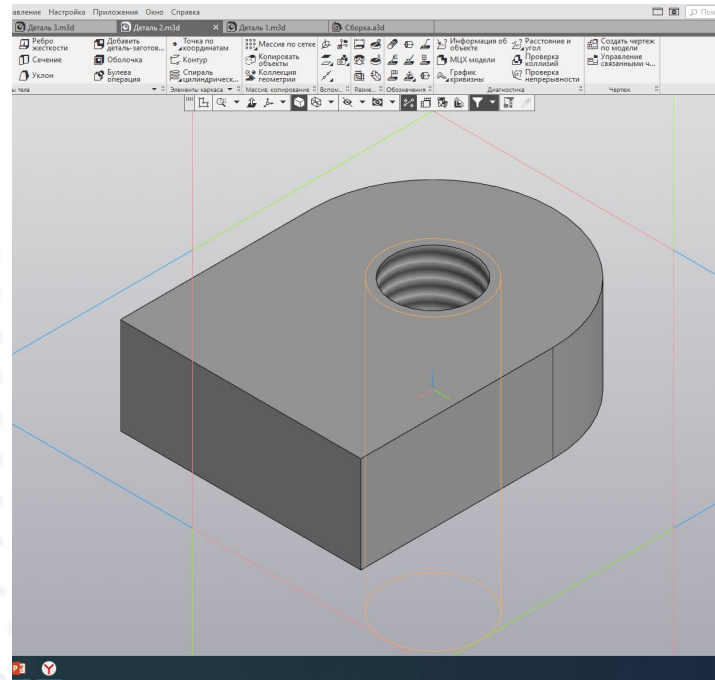 авление Настройка Приложения Окно Справка
Пои
Деталь 3.m3d Деталь 2.m3d × Деталь 1.m3d Сборка.a3d
Ребро жесткости
Сечение
Уклон
Добавить деталь-заготов...
Оболочка
Булева операция
Точка по координатам
Контур
Спираль цилиндрическ...
Массив по сетке
Копировать объекты
Коллекция геометрии
Информация об объекте
МЦХ модели
График кривизны
Расстояние и угол
Проверка коллизий
Проверка непрерывности
Создать чертеж по модели
Управление связанными ч...
ы тела Элементы каркаса Массив, копирование Вспом... Разме... Обозначения Диагностика Чертеж